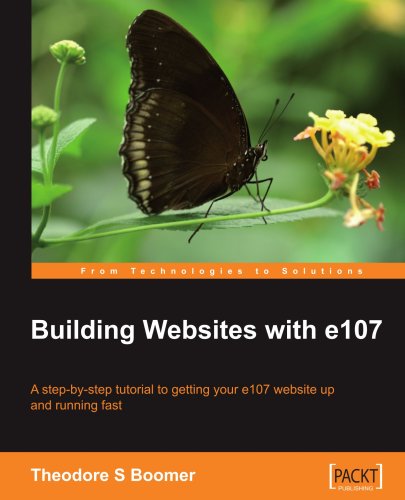 From Technologies to Solutions
Building Websites with e107
A step-by-step tutorial to getting your e107 website up
and running fast
Theodore S Boomer
[PACKT]
PUBLISHING